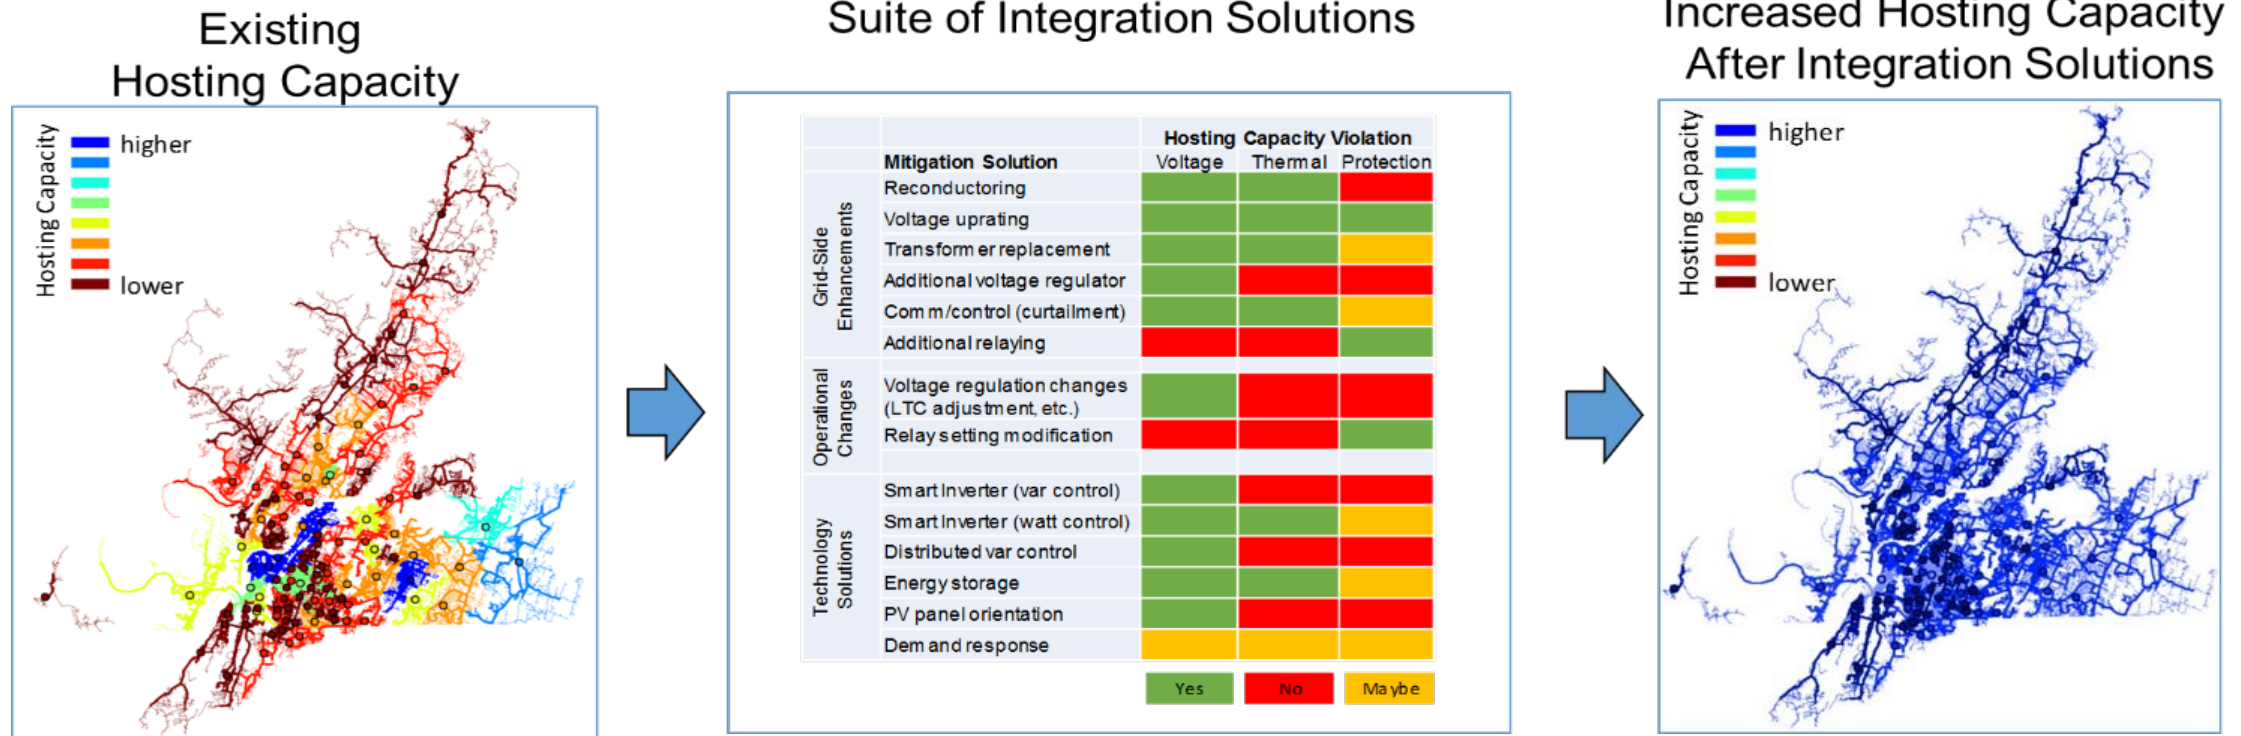 Existing
Hosting Capacity
Hosting Capacity
higher
lower
Suite of Integration Solutions
Hosting Capacity Violation
Mitigation Solution Voltage Thermal Protection
Grid-Side
Enhancements
Reconductoring
Voltage uprating
Transformer replacement
Additional voltage regulator
Comm/control (curtailment)
Additional relaying
Operational
Changes
Voltage regulation changes
(LTC adjustment, etc.)
Relay setting modification
Technology
Solutions
Smart Inverter (var control)
Smart Inverter (watt control)
Distributed var control
Energy storage
PV panel orientation
Demand response
Yes No Maybe
Increased Hosting Capacity
After Integration Solutions
Hosting Capacity
higher
lower